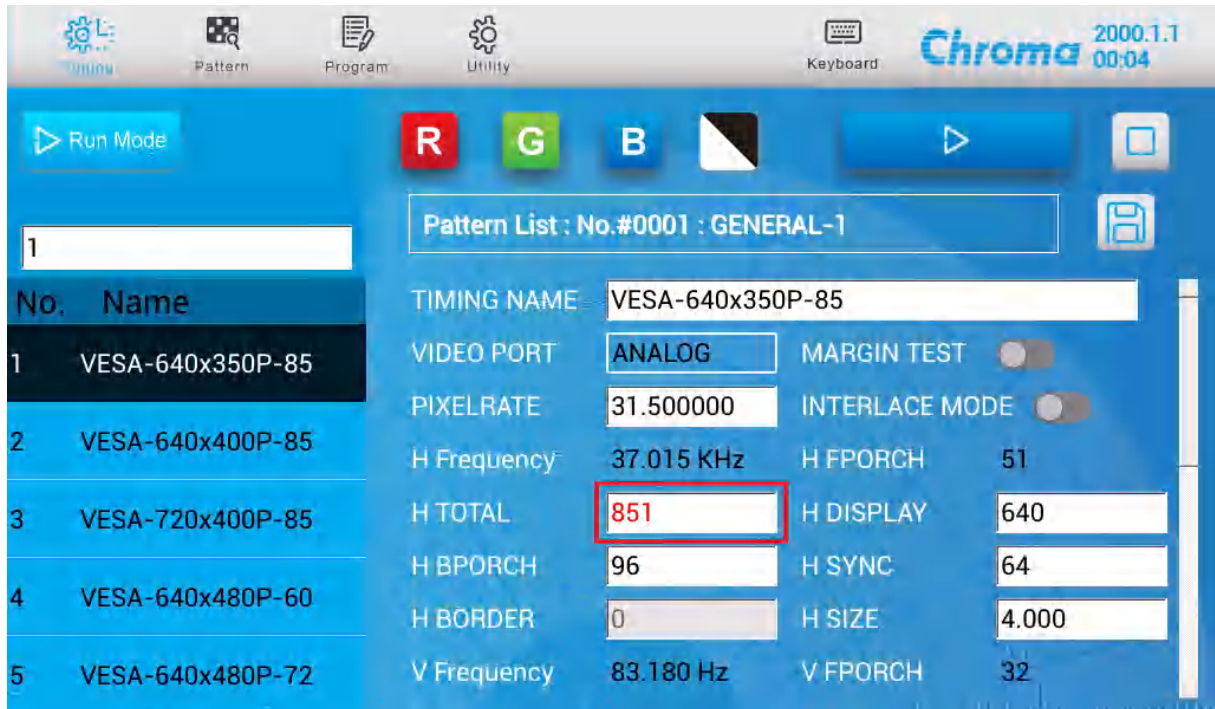 Timing
Pattern
Program
Utility
Keyboard
Chroma
2000.1.1
00:04
Run Mode
R
G
B
Pattern List : No.#0001 : GENERAL-1
1
No. Name
1 VESA-640x350P-85
2 VESA-640x400P-85
3 VESA-720x400P-85
4 VESA-640x480P-60
5 VESA-640x480P-72
TIMING NAME VESA-640x350P-85
VIDEO PORT ANALOG MARGIN TEST
PIXELRATE 31.500000 INTERLACE MODE
H Frequency 37.015 KHz H FPORCH 51
H TOTAL 851 H DISPLAY 640
H BPORCH 96 H SYNC 64
H BORDER 0 H SIZE 4.000
V Frequency 83.180 Hz V FPORCH 32